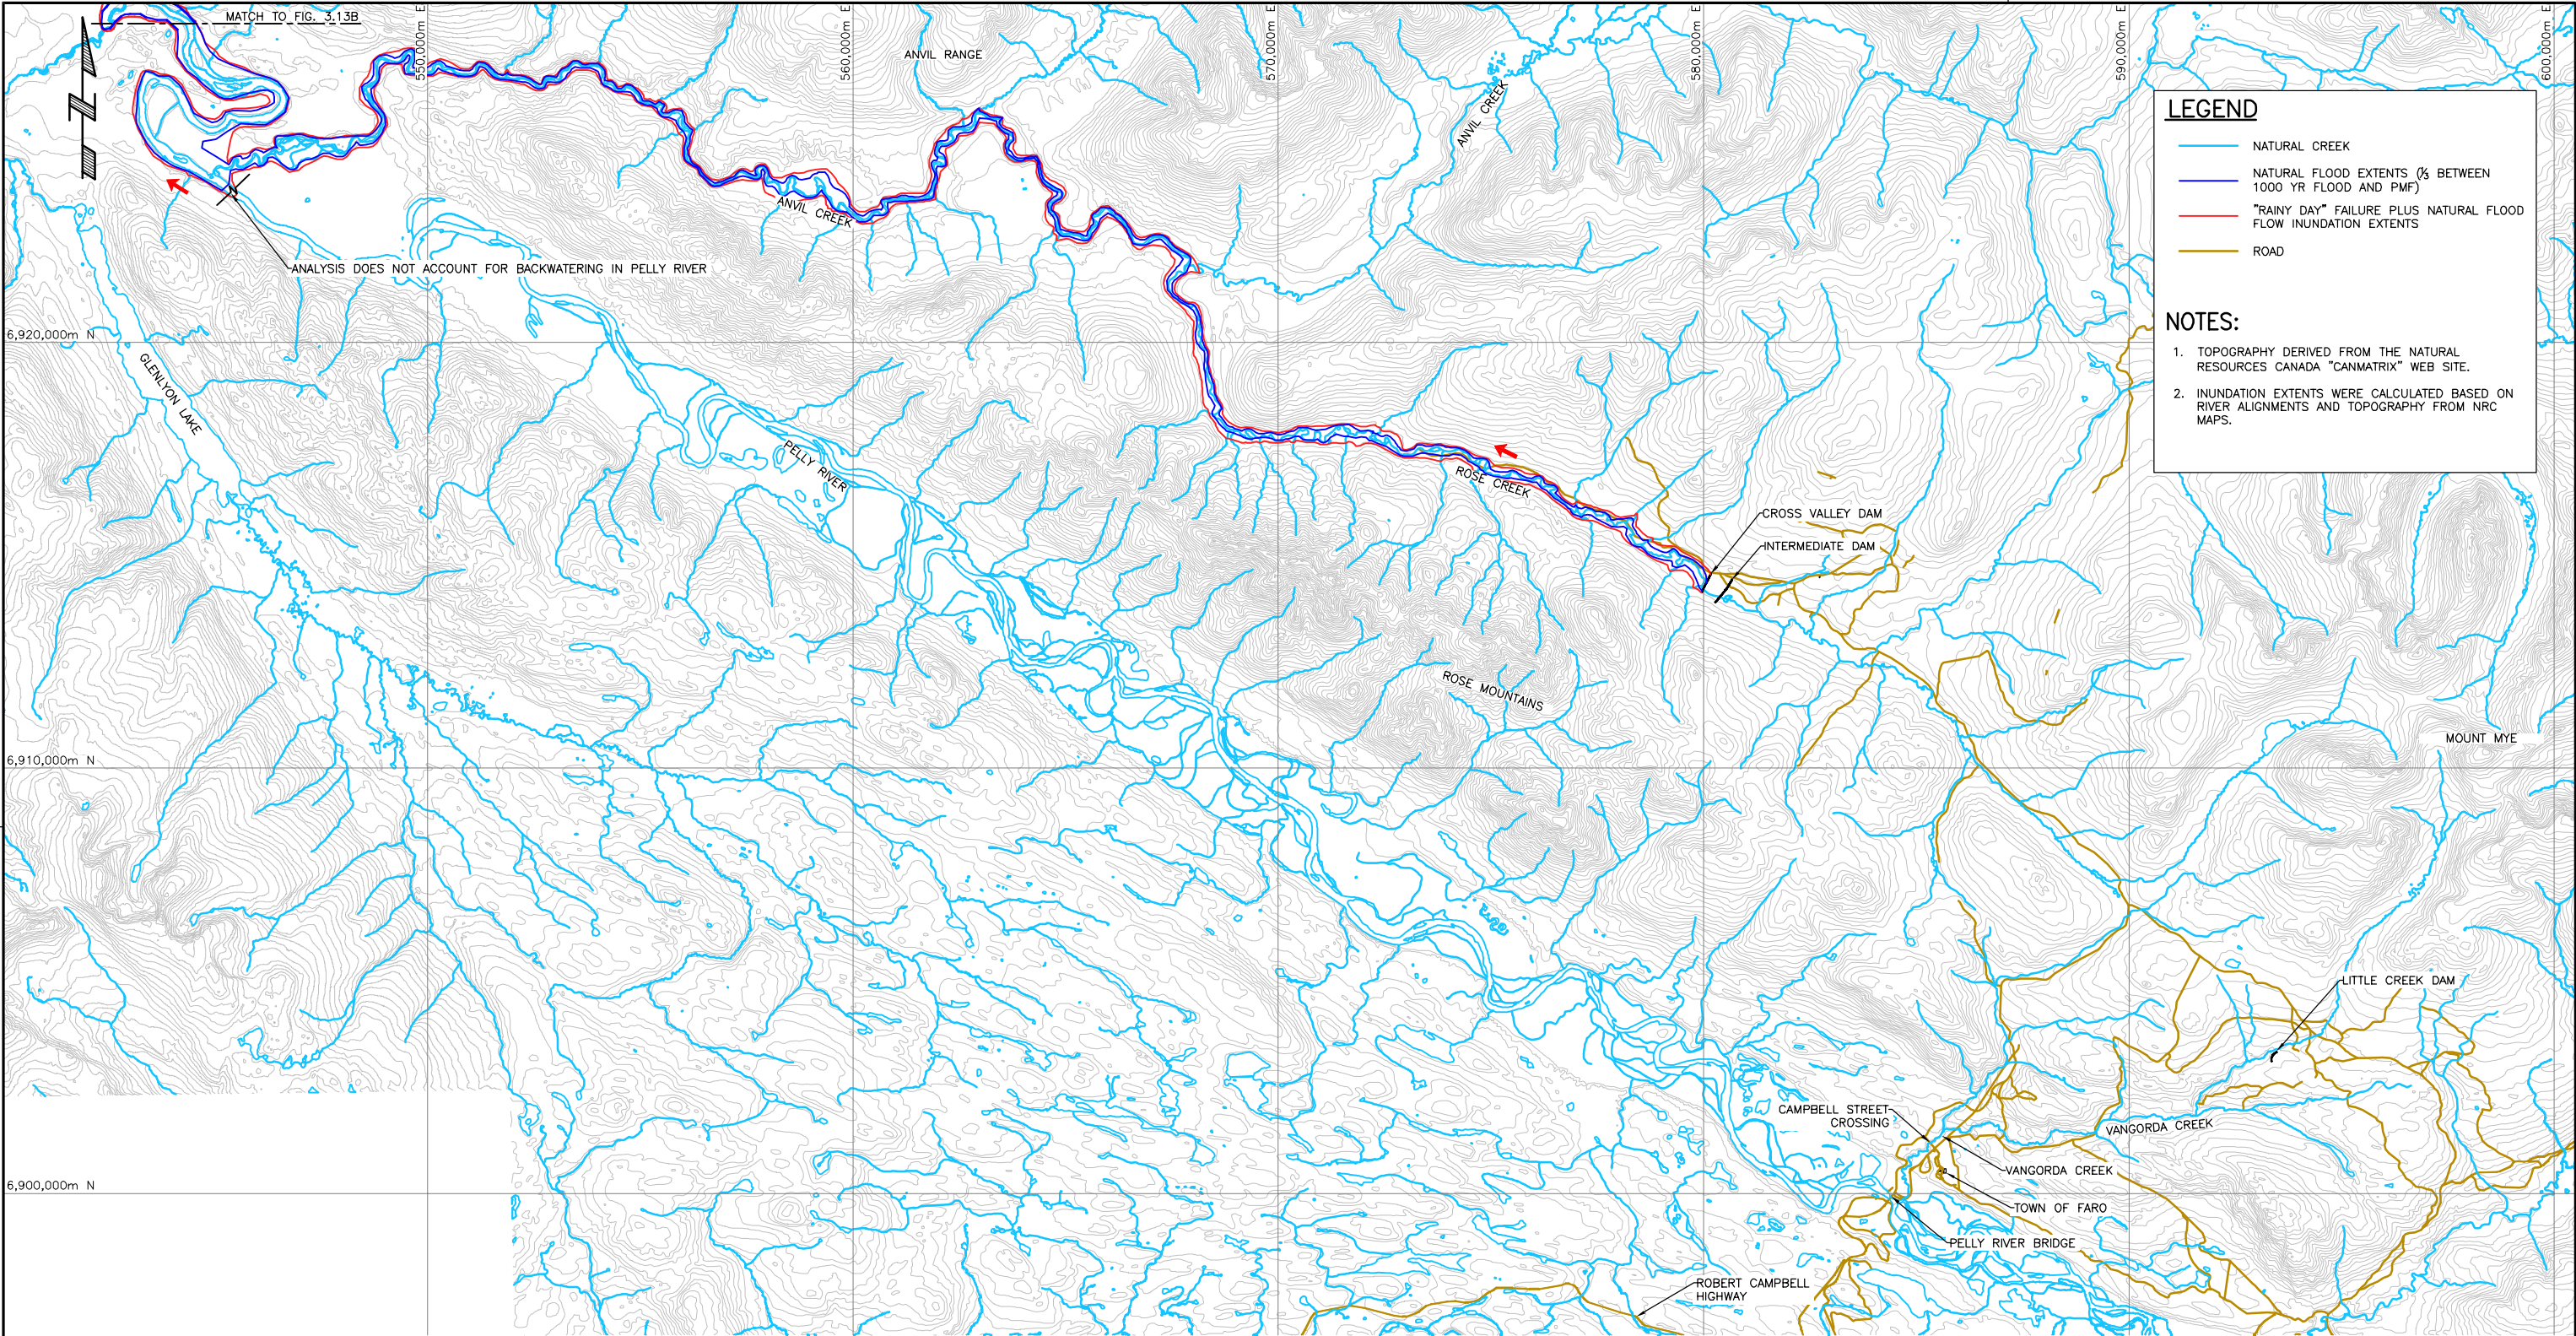 MATCH TO FIG. 3.13B
550,000m E
560,000m E
570,000m E
580,000m E
590,000m E
600,000m E
N
ANVIL RANGE
ANVIL CREEK
ANVIL CREEK
ANALYSIS DOES NOT ACCOUNT FOR BACKWATERING IN PELLY RIVER
6,920,000m N
GLENLYON LAKE
PELLY RIVER
ROSE CREEK
CROSS VALLEY DAM
INTERMEDIATE DAM
ROSE MOUNTAINS
MOUNT MYE
6,910,000m N
LITTLE CREEK DAM
CAMPBELL STREET
CROSSING
VANGORDA CREEK
VANGORDA CREEK
6,900,000m N
TOWN OF FARO
PELLY RIVER BRIDGE
ROBERT CAMPBELL
HIGHWAY
LEGEND
NATURAL CREEK
NATURAL FLOOD EXTENTS (⅓ BETWEEN
1000 YR FLOOD AND PMF)
"RAINY DAY" FAILURE PLUS NATURAL FLOOD
FLOW INUNDATION EXTENTS
ROAD
NOTES:
1. TOPOGRAPHY DERIVED FROM THE NATURAL
RESOURCES CANADA "CANMATRIX" WEB SITE.
2. INUNDATION EXTENTS WERE CALCULATED BASED ON
RIVER ALIGNMENTS AND TOPOGRAPHY FROM NRC
MAPS.